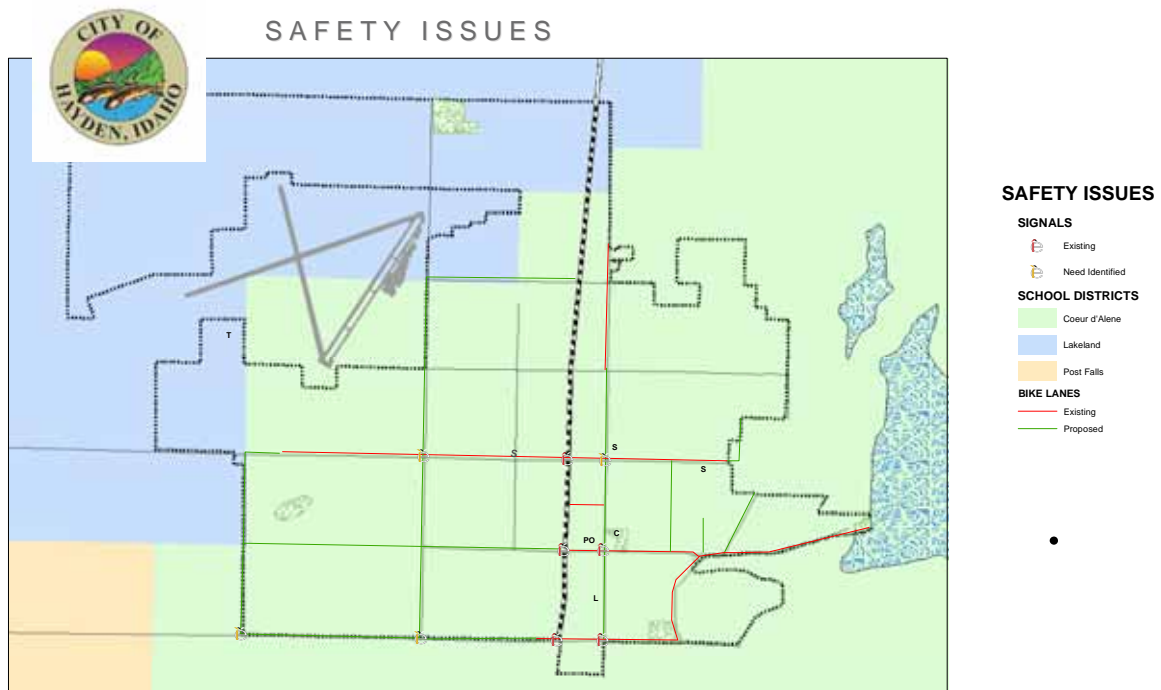 SAFETY ISSUES
CITY OF
HAYDEN, IDAHO
T
S
S
S
PO
C
L
SAFETY ISSUES
SIGNALS
Existing
Need Identified
SCHOOL DISTRICTS
Coeur d'Alene
Lakeland
Post Falls
BIKE LANES
Existing
Proposed